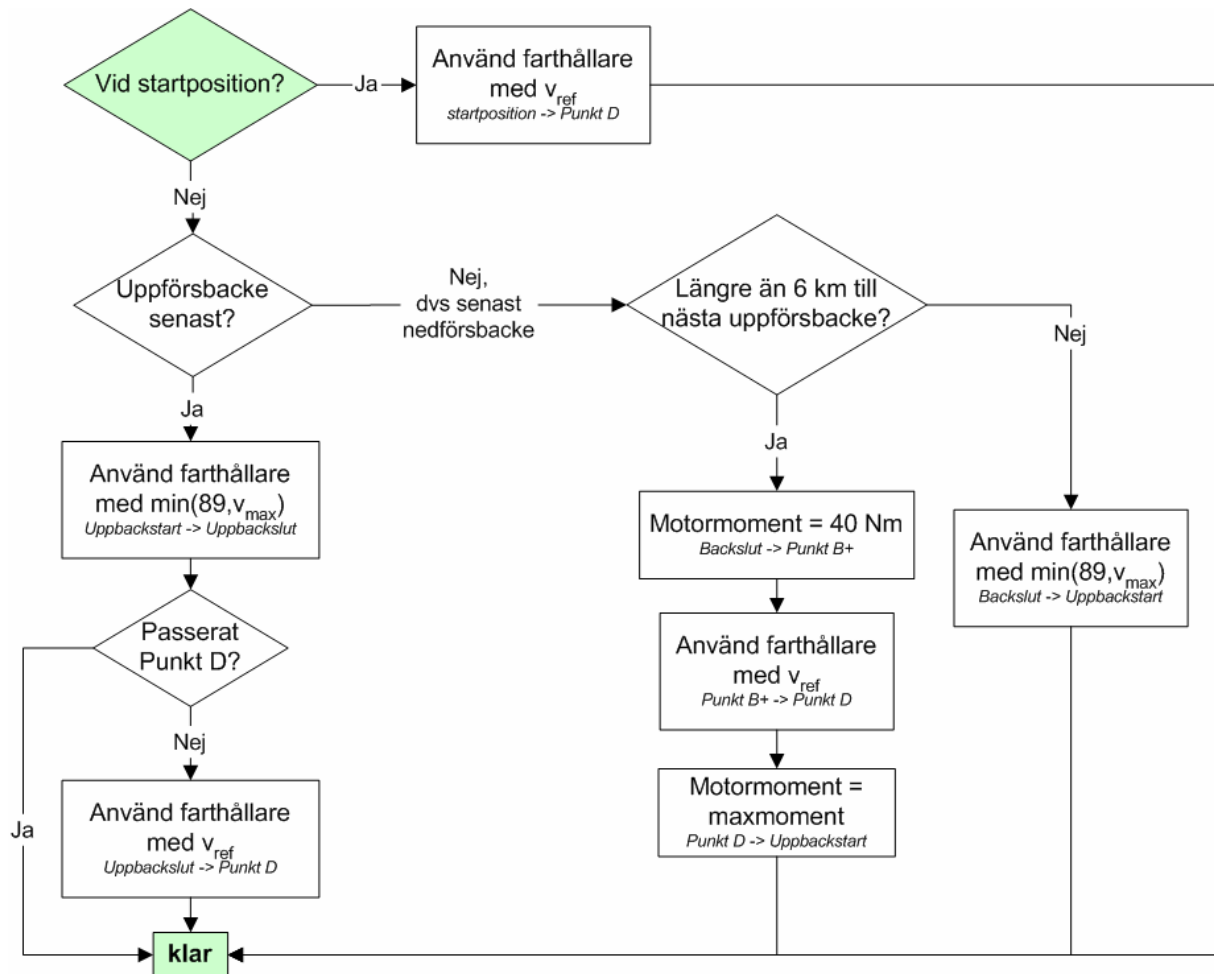 Vid startposition?
Ja
Använd farthållare
med v_ref
startposition -> Punkt D
Nej
Uppförsbacke
senast?
Nej,
dvs senast
nedförsbacke
Längre än 6 km till
nästa uppförsbacke?
Nej
Ja
Använd farthållare
med min(89,v_max)
Uppbackstart -> Uppbackslut
Ja
Motormoment = 40 Nm
Backslut -> Punkt B+
Använd farthållare
med min(89,v_max)
Backslut -> Uppbackstart
Passerat
Punkt D?
Använd farthållare
med v_ref
Punkt B+ -> Punkt D
Nej
Motormoment =
maxmoment
Punkt D -> Uppbackstart
Ja
Använd farthållare
med v_ref
Uppbackslut -> Punkt D
klar